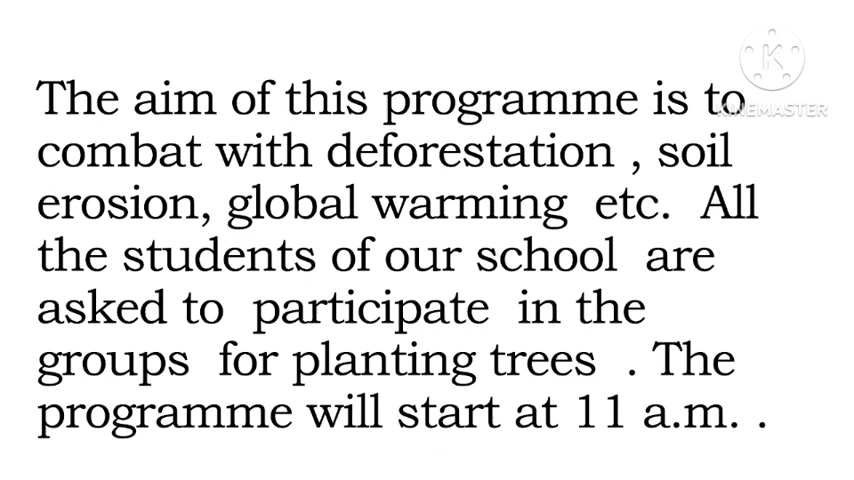 The aim of this programme is to
KINEMASTER
combat with deforestation , soil
erosion, global warming  etc.  All
the students of our school  are
asked to  participate  in the
groups  for planting trees  . The
programme will start at 11 a.m. .